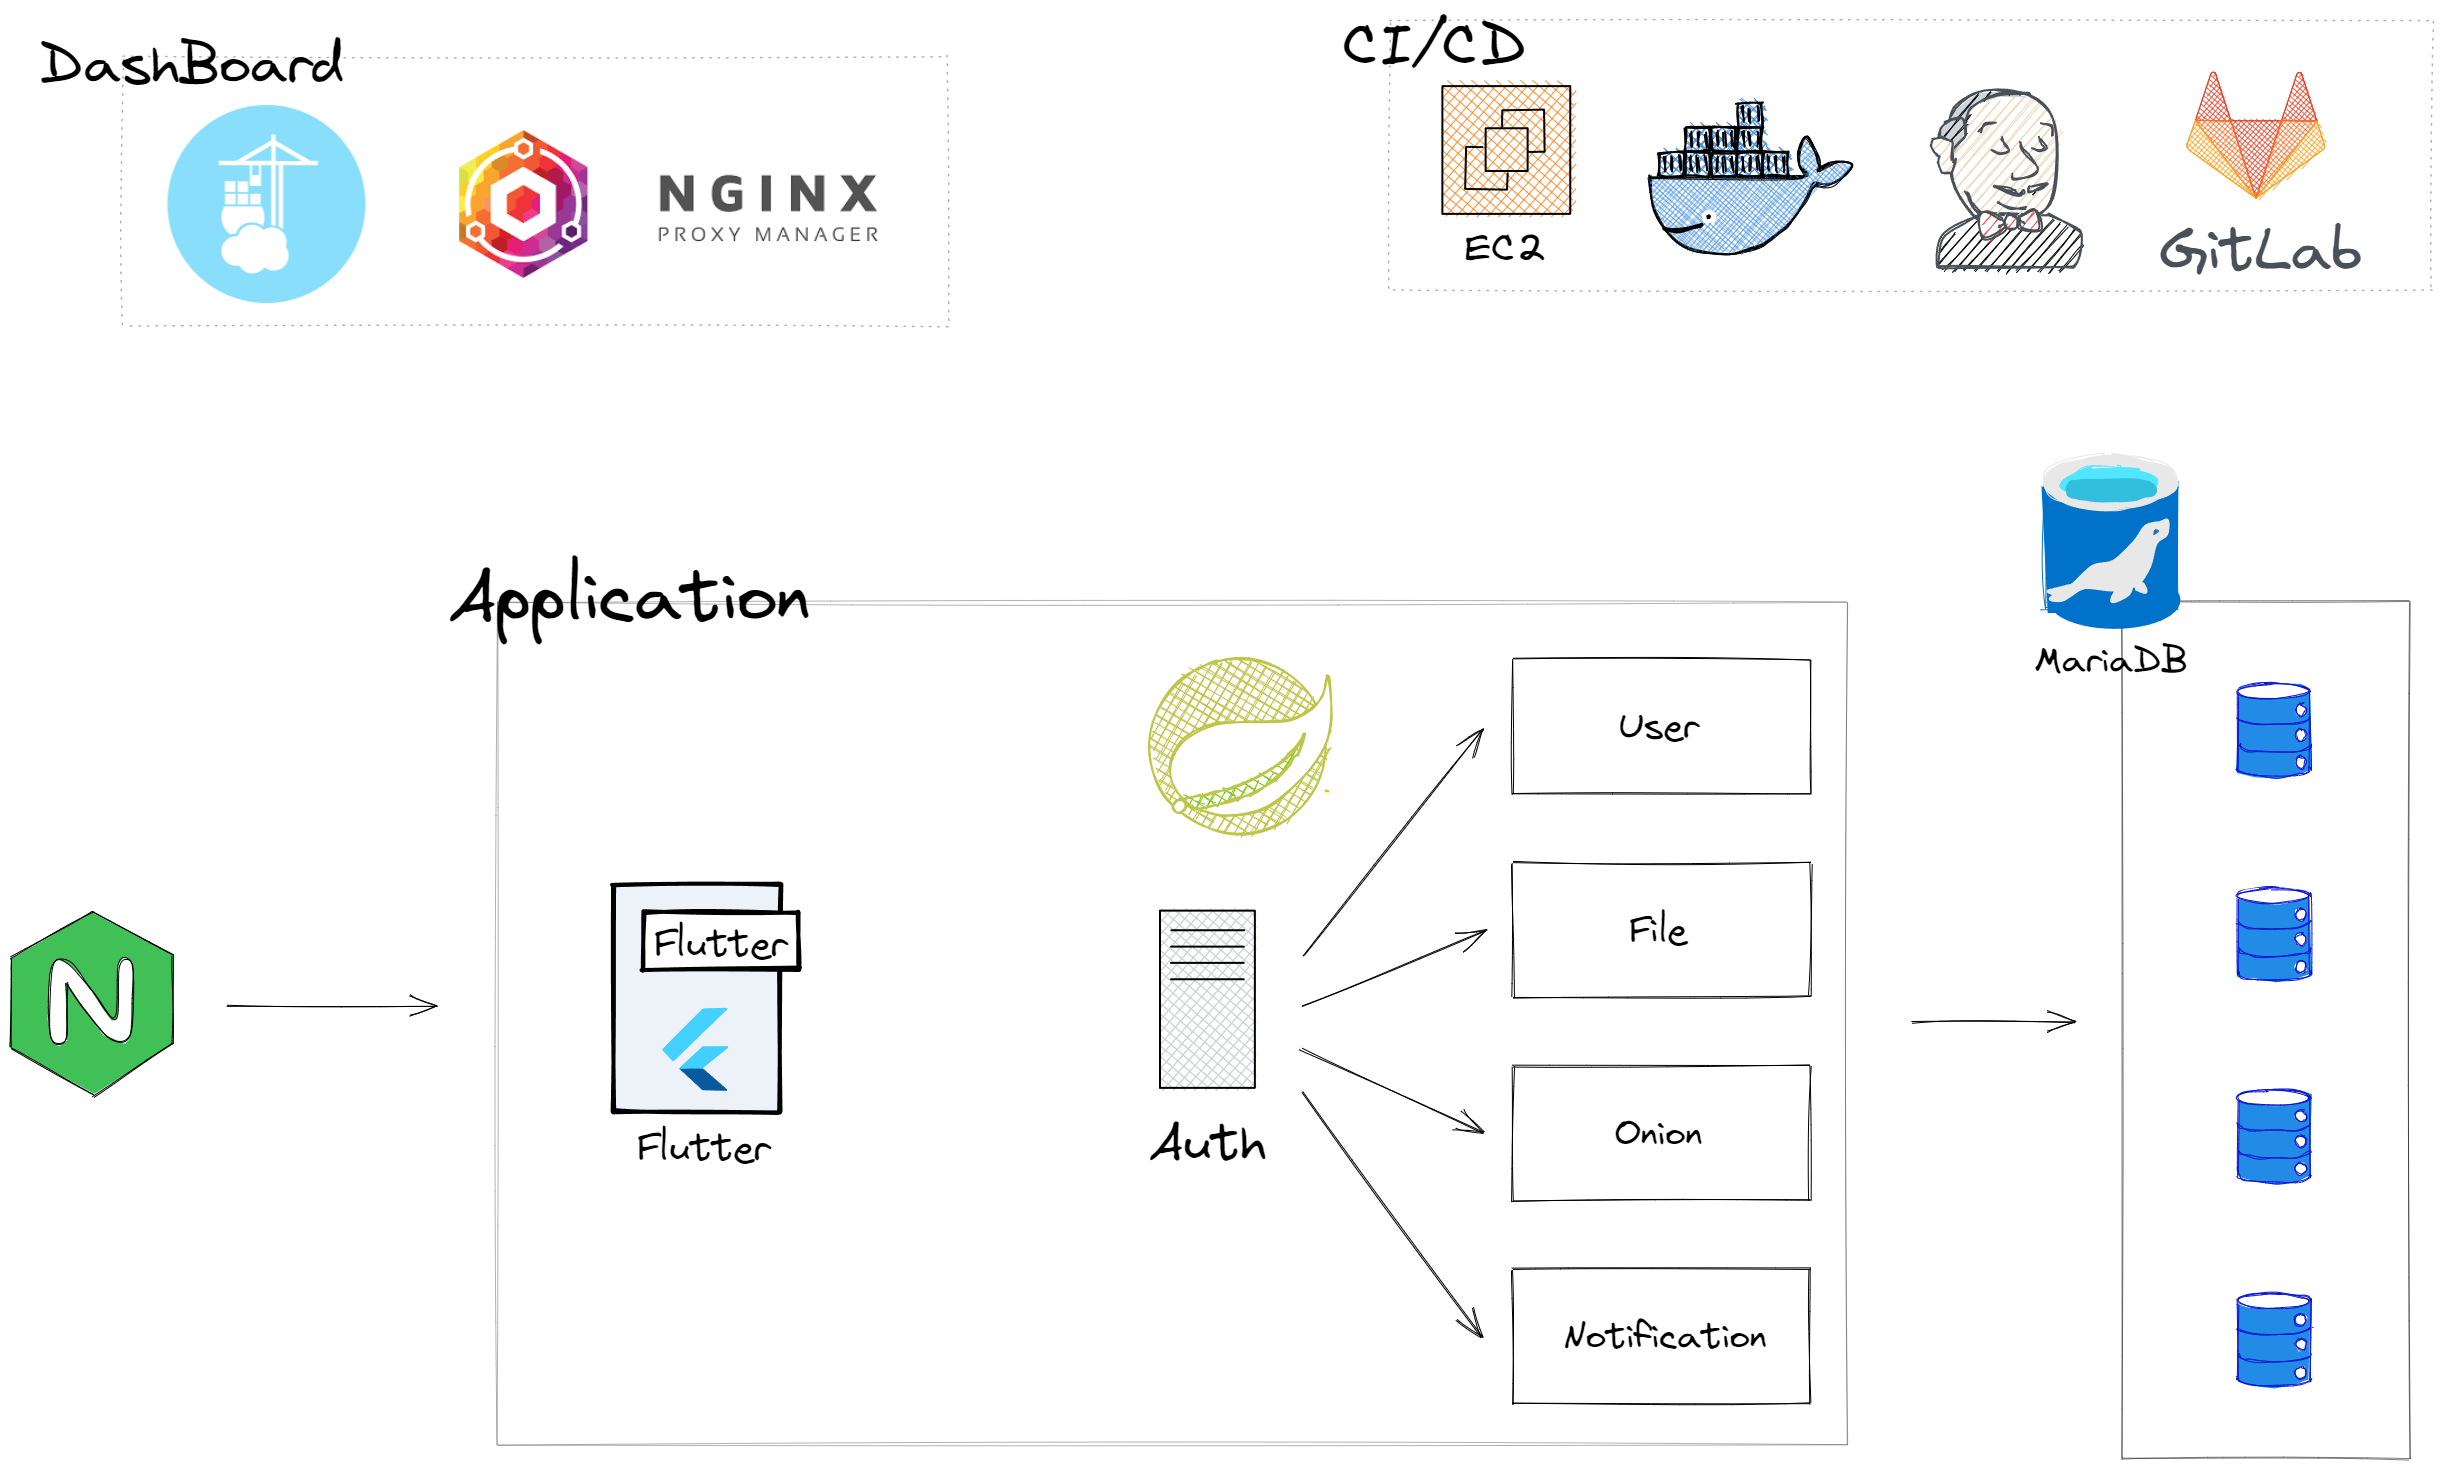 DashBoard
NGINX
PROXY MANAGER
CI/CD
EC2
GitLab
Application
MariaDB
User
File
Onion
Notification
Flutter
Flutter
Auth
N